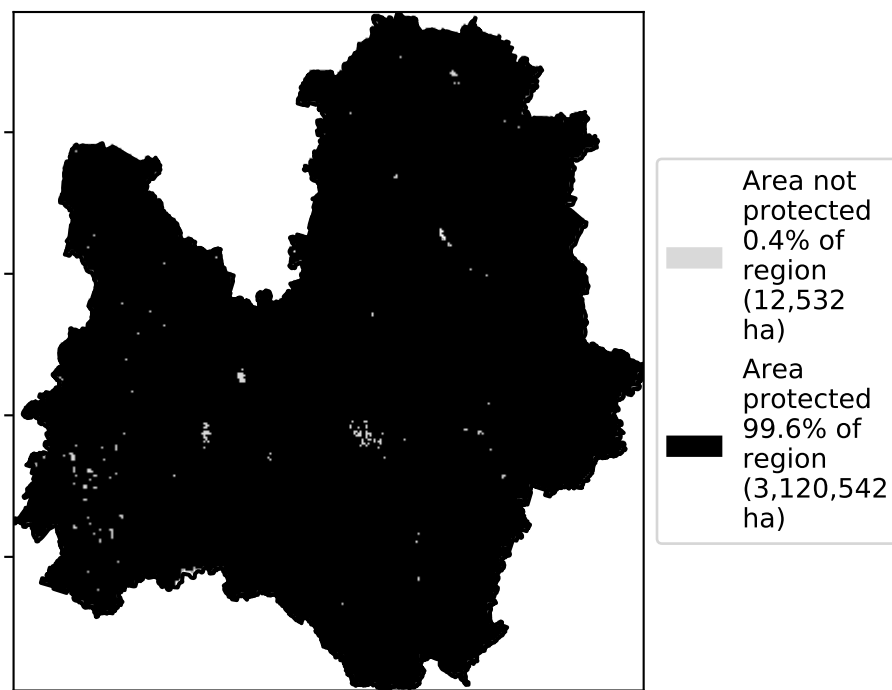 Area not
protected
0.4% of
region
(12,532
ha)
Area
protected
99.6% of
region
(3,120,542
ha)